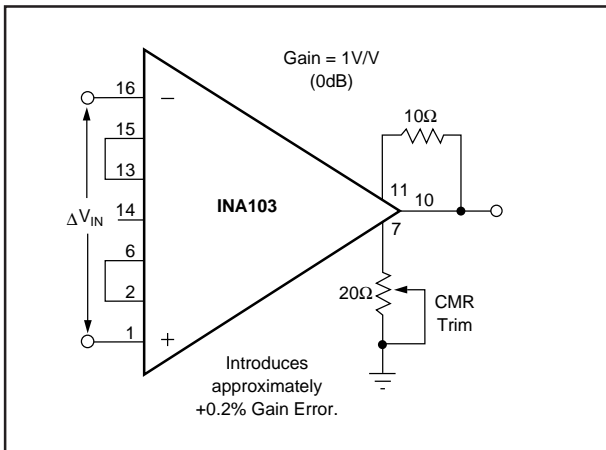 Gain = 1V/V
(0dB)
16
–
10Ω
15
13
11
10
INA103
14
ΔVIN
7
6
20Ω
CMR
Trim
2
1
+
Introduces
approximately
+0.2% Gain Error.